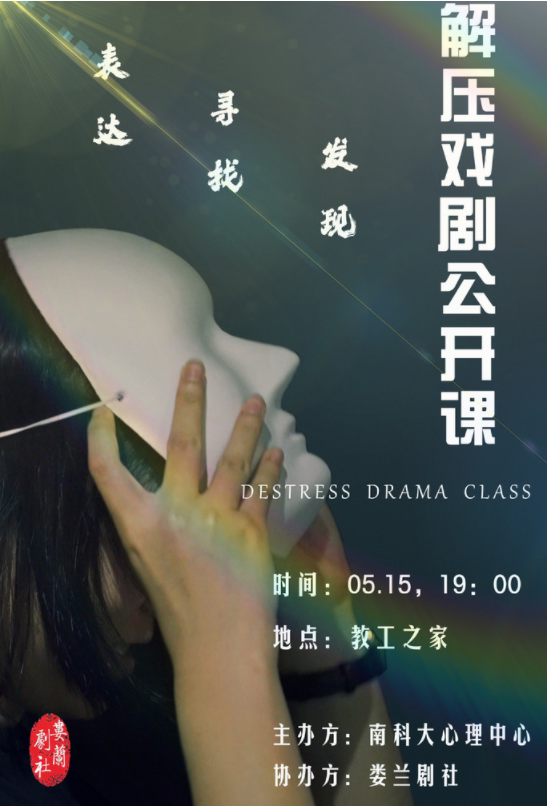 解压戏剧公开课
表达
寻找
发现
DESTRESS DRAMA CLASS
时间：05.15，19：00
地点：教工之家
主办方：南科大心理中心
协办方：娄兰剧社
婁蘭
劇社